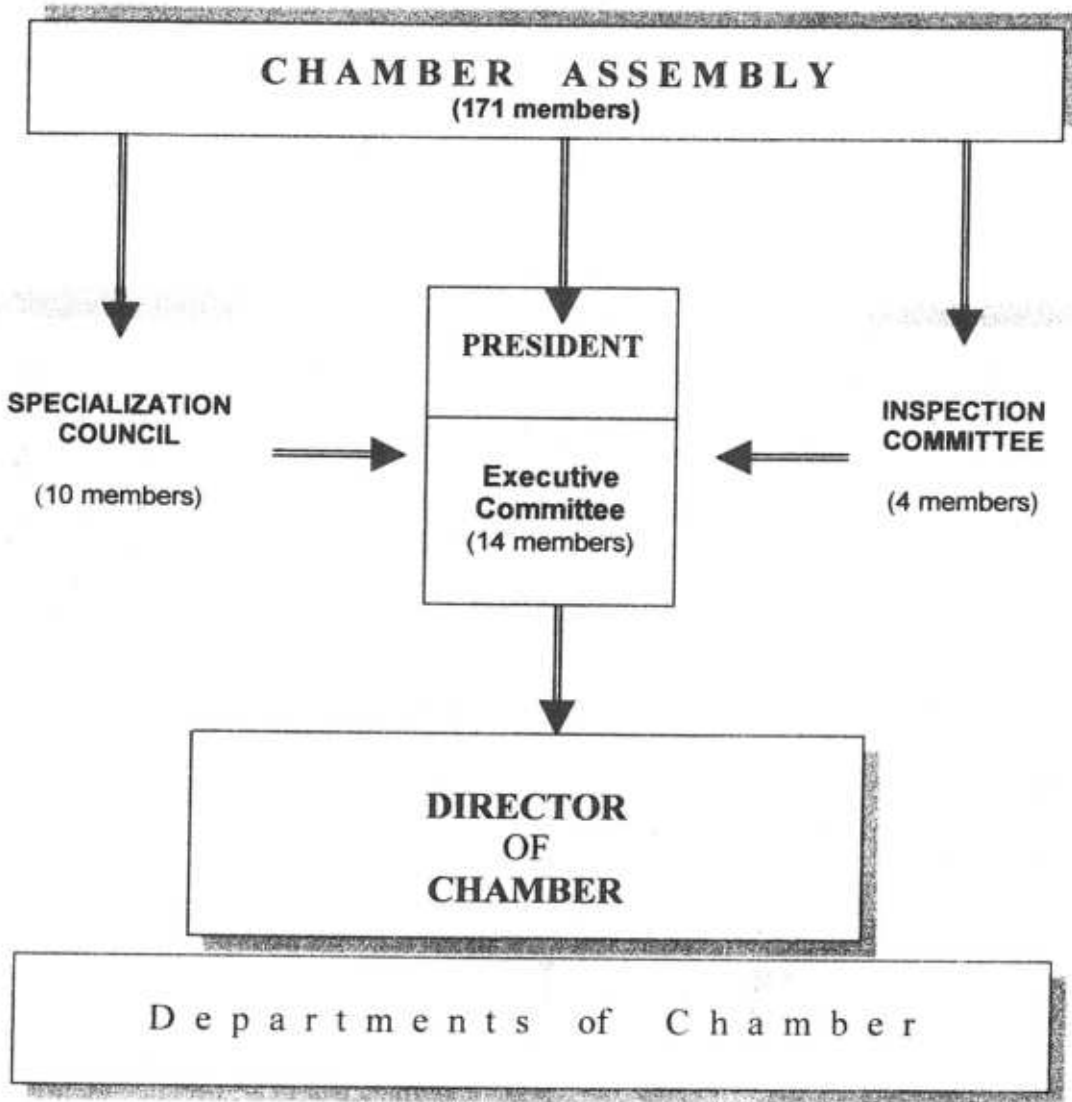 CHAMBER ASSEMBLY
(171 members)
PRESIDENT
SPECIALIZATION
COUNCIL
(10 members)
Executive
Committee
(14 members)
INSPECTION
COMMITTEE
(4 members)
DIRECTOR
OF
CHAMBER
Departments of Chamber